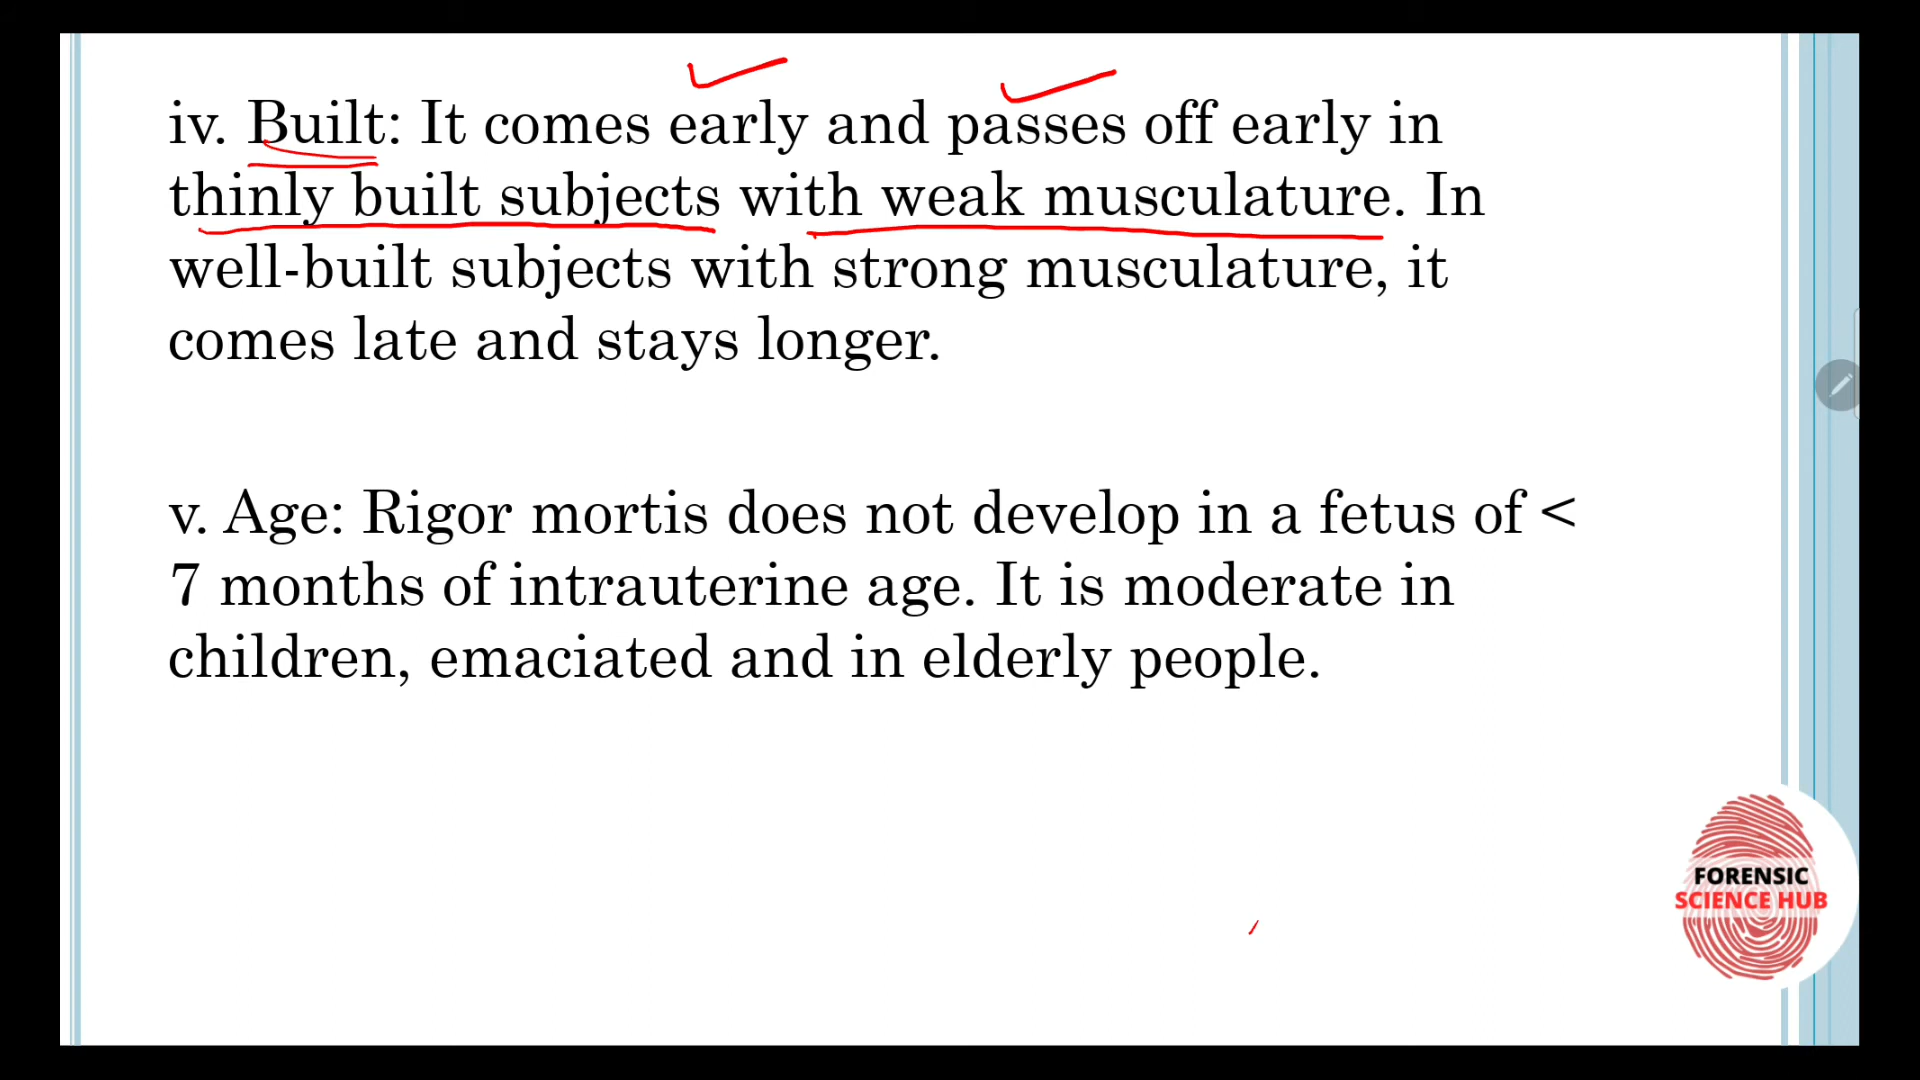 iv. Built: It comes early and passes off early in
thinly built subjects with weak musculature. In
well-built subjects with strong musculature, it
comes late and stays longer.
v. Age: Rigor mortis does not develop in a fetus of <
7 months of intrauterine age. It is moderate in
children, emaciated and in elderly people.
FORENSIC
SCIENCE HUB